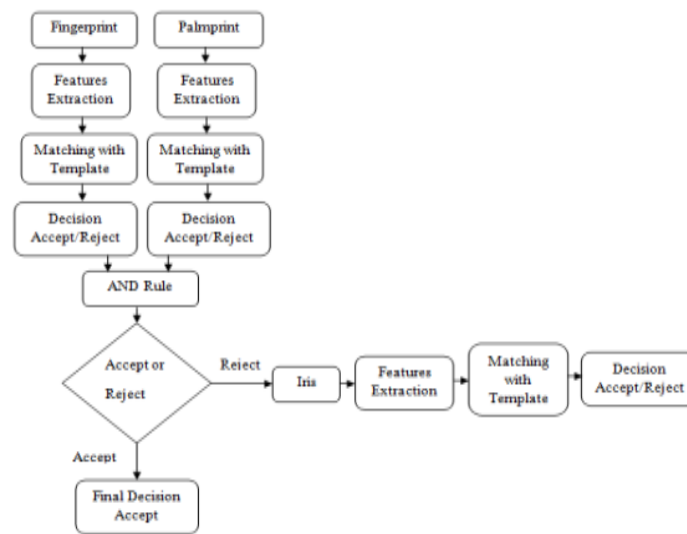 Fingerprint
Palmprint
Features
Extraction
Features
Extraction
Matching with
Template
Matching with
Template
Decision
Accept/Reject
Decision
Accept/Reject
AND Rule
Accept or
Reject
Reject
Iris
Features
Extraction
Matching
with
Template
Decision
Accept/Reject
Accept
Final Decision
Accept